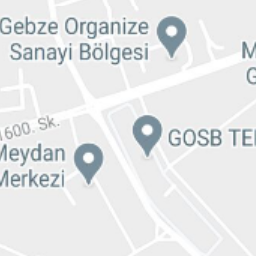 Gebze Organize
Sanayi Bölgesi
M
G
1600. Sk.
GOSB TE
Meydan
Merkezi